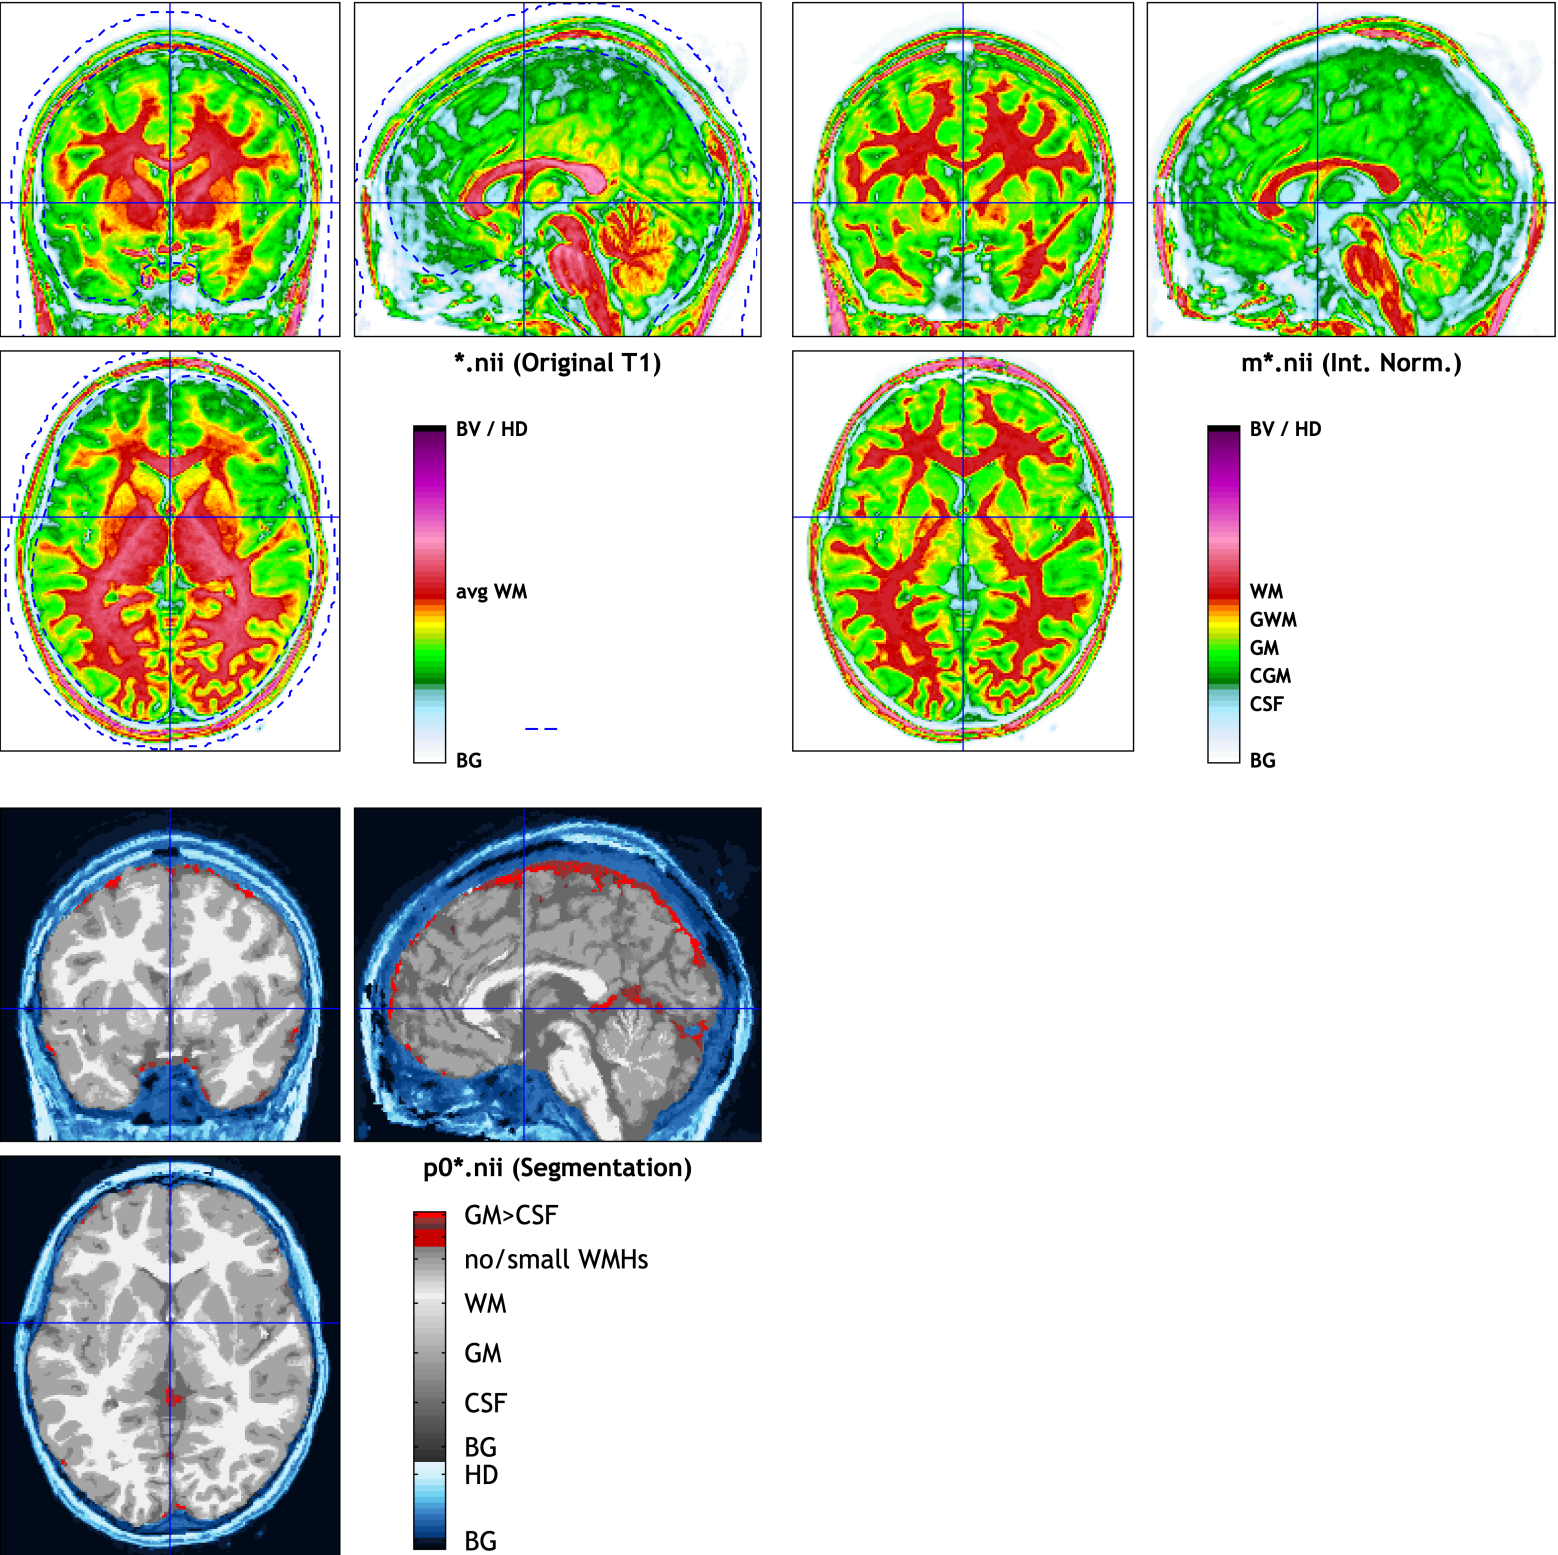 *.nii (Original T1)
BV / HD
avg WM
BG
m*.nii (Int. Norm.)
BV / HD
WM
GWM
GM
CGM
CSF
BG
p0*.nii (Segmentation)
GM>CSF
no/small WMHs
WM
GM
CSF
BG
HD
BG